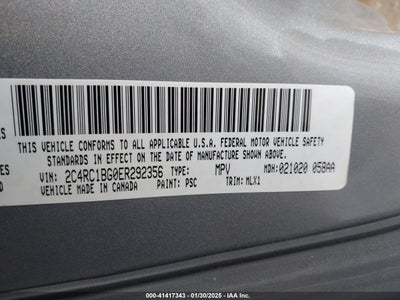 THIS VEHICLE CONFORMS TO ALL APPLICABLE U.S.A. FEDERAL MOTOR VEHICLE SAFETY
STANDARDS IN EFFECT ON THE DATE OF MANUFACTURE SHOWN ABOVE.
VIN: 2C4RC1BG0ER292356 TYPE: MPV MDH:021020 058AA
VEHICLE MADE IN CANADA PAINT: PSC TRIM: MLX1
00-41417343 - 01/30/2025 - IAA Inc.